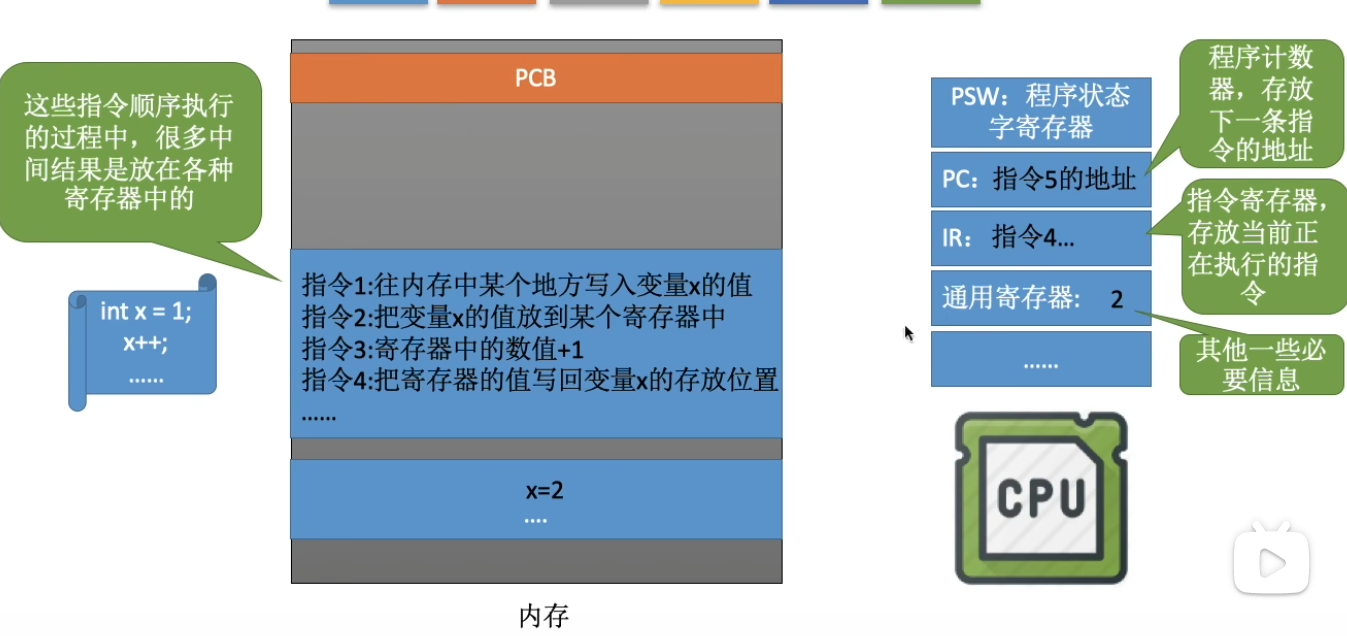 PCB
这些指令顺序执行
的过程中，很多中
间结果是放在各种
寄存器中的
int x = 1;
x++;
......
指令1:往内存中某个地方写入变量x的值
指令2:把变量x的值放到某个寄存器中
指令3:寄存器中的数值+1
指令4:把寄存器的值写回变量x的存放位置
......
x=2
....
内存
PSW：程序状态
字寄存器
PC：指令5的地址
IR：指令4...
通用寄存器： 2
......
程序计数
器，存放
下一条指
令的地址
指令寄存器，
存放当前正
在执行的指
令
其他一些必
要信息
CPU